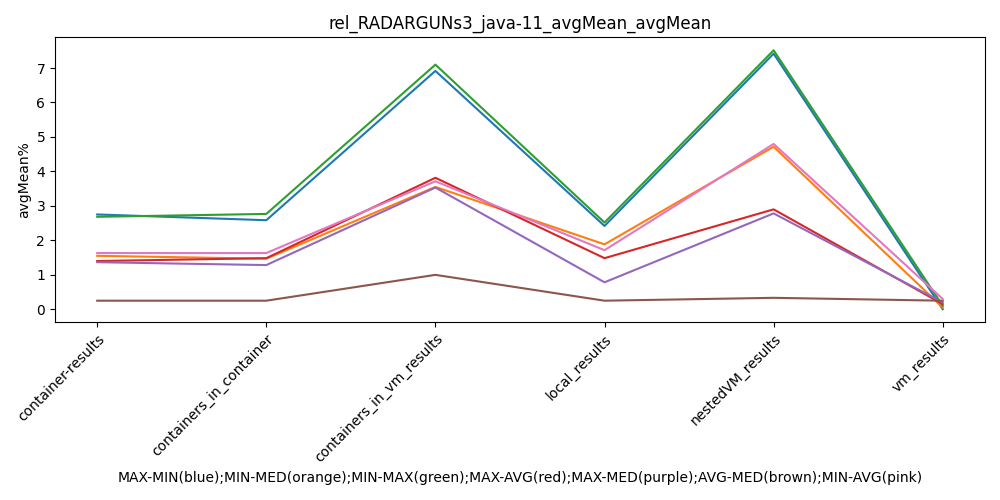 rel_RADARGUNs3_java-11_avgMean_avgMean
avgMean%
7
6
5
4
3
2
1
0
container-results
containers_in_container
containers_in_vm_results
local_results
nestedVM_results
vm_results
MAX-MIN(blue);MIN-MED(orange);MIN-MAX(green);MAX-AVG(red);MAX-MED(purple);AVG-MED(brown);MIN-AVG(pink)